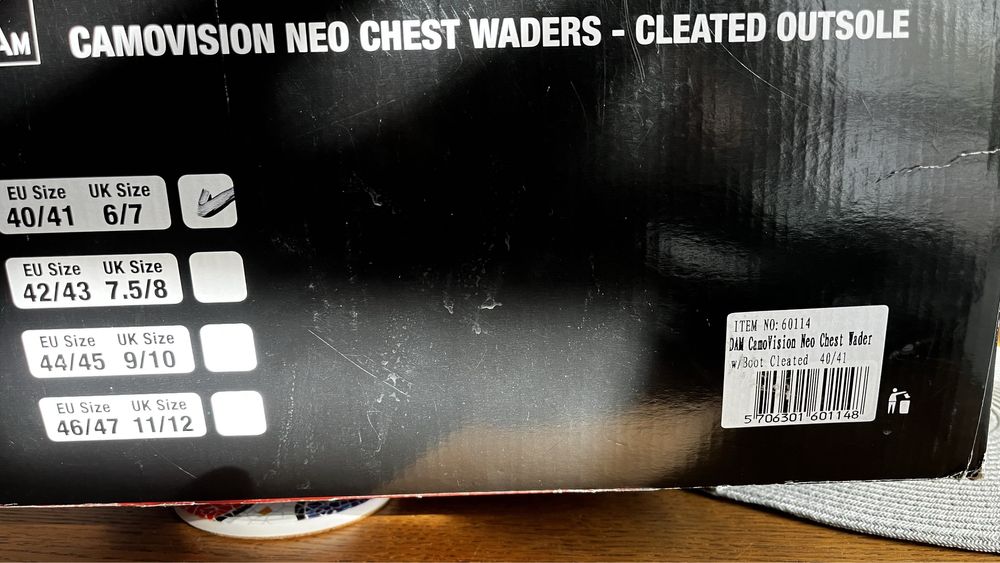 CAMOVISION NEO CHEST WADERS - CLEATED OUTSOLE
AM
EU Size UK Size
40/41 6/7
EU Size UK Size
42/43 7.5/8
EU Size UK Size
44/45 9/10
EU Size UK Size
46/47 11/12
ITEM NO: 60114
DAM CamoVision Neo Chest Wader
w/Boot Cleated 40/41
5 706301 601148